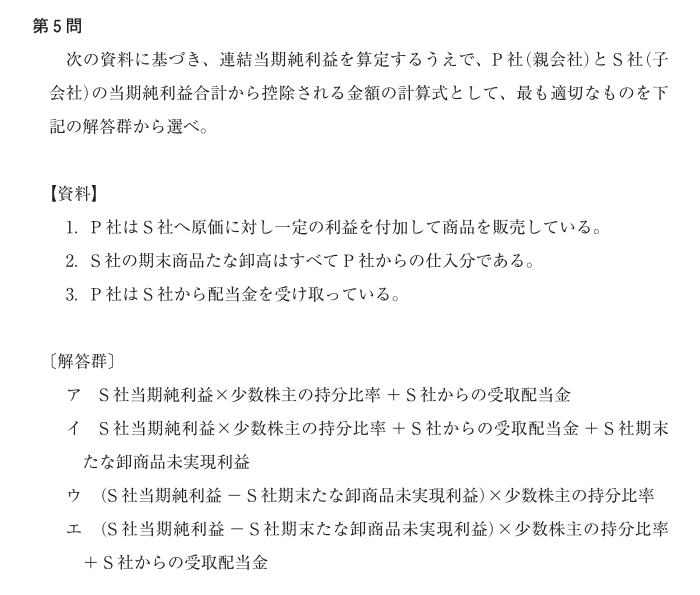 第5問
次の資料に基づき、連結当期純利益を算定するうえで、P社(親会社)とS社(子
会社)の当期純利益合計から控除される金額の計算式として、最も適切なものを下
記の解答群から選べ。
【資料】
1. P社はS社へ原価に対し一定の利益を付加して商品を販売している。
2. S社の期末商品たな卸高はすべてP社からの仕入分である。
3. P社はS社から配当金を受け取っている。
〔解答群〕
ア S社当期純利益×少数株主の持分比率+S社からの受取配当金
イ S社当期純利益×少数株主の持分比率+S社からの受取配当金+S社期末
たな卸商品未実現利益
ウ (S社当期純利益-S社期末たな卸商品未実現利益)×少数株主の持分比率
エ (S社当期純利益-S社期末たな卸商品未実現利益)×少数株主の持分比率
+S社からの受取配当金